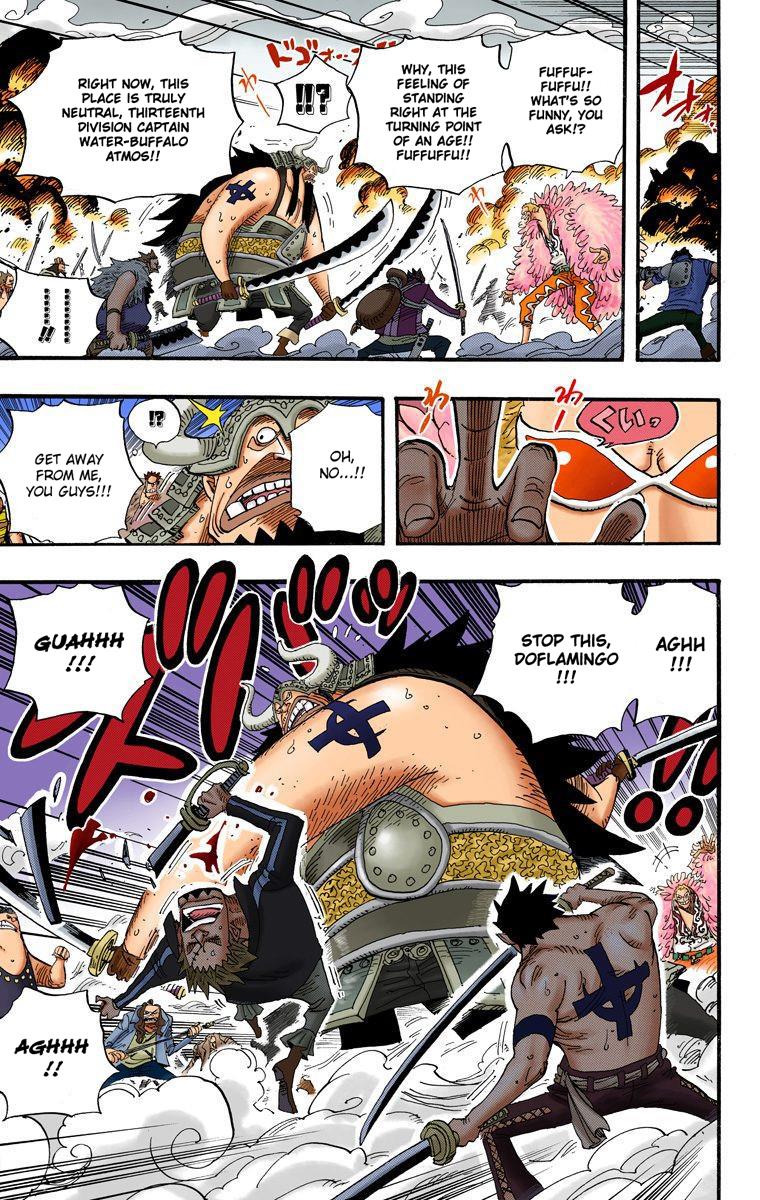 FUFFUF-
FUFFU!!
WHAT'S SO
FUNNY, YOU
ASK!?
WHY, THIS
FEELING OF
STANDING
RIGHT AT THE
TURNING POINT
OF AN AGE!!
FUFFUFFU!!
!!?
RIGHT NOW, THIS
PLACE IS TRULY
NEUTRAL, THIRTEENTH
DIVISION CAPTAIN
WATER-BUFFALO
ATMOS!!
くいっ
OH,
NO...!!
!?
GET AWAY
FROM ME,
YOU GUYS!!!
AGHH
!!!
STOP THIS,
DOFLAMINGO
!!!
GUAHHH
!!!
AGHHH
!!